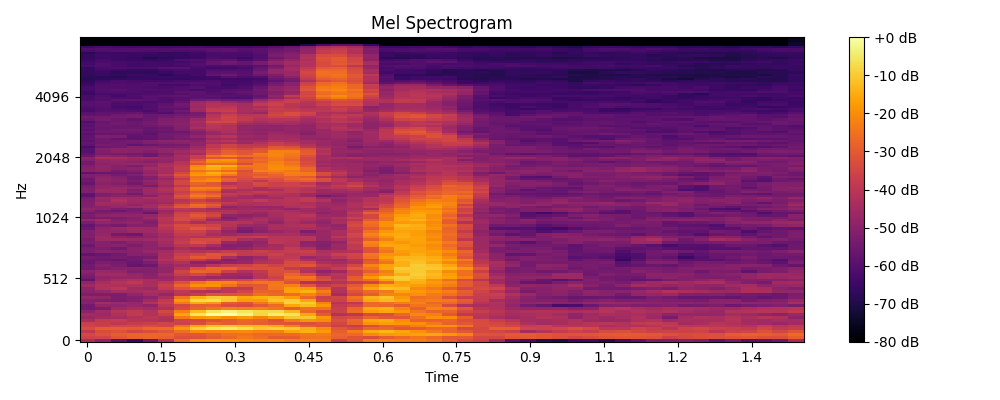 Mel Spectrogram
+0 dB
4096
-10 dB
-20 dB
2048
-30 dB
Hz
-40 dB
1024
-50 dB
512
-60 dB
-70 dB
0
-80 dB
0 0.15 0.3 0.45 0.6 0.75 0.9 1.1 1.2 1.4
Time